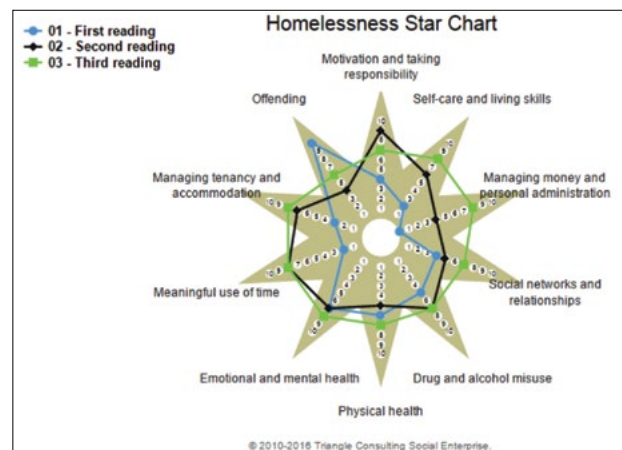 Homelessness Star Chart
01 - First reading
02 - Second reading
03 - Third reading
Motivation and taking
responsibility
Offending
Self-care and living skills
Managing tenancy and
accommodation
Managing money and
personal administration
Meaningful use of time
Social networks and
relationships
Emotional and mental health
Drug and alcohol misuse
Physical health
© 2010-2016 Triangle Consulting Social Enterprise.